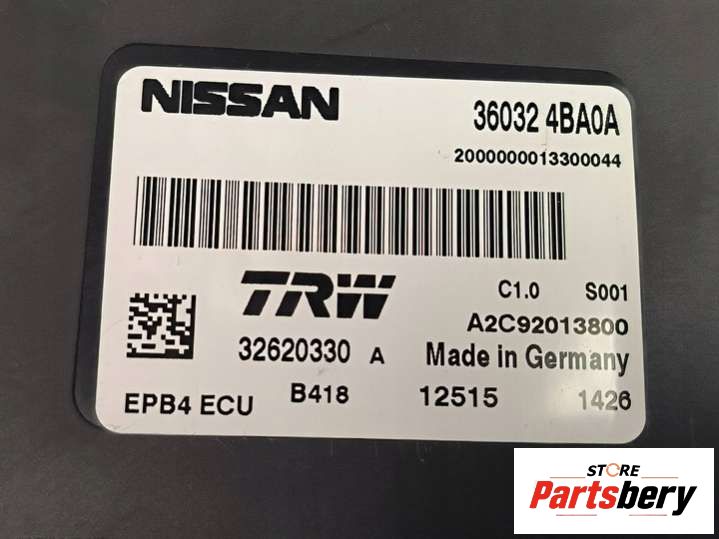 NISSAN 36032 4BA0A
2000000013300044
TRW C1.0 S001
A2C92013800
32620330 A Made in Germany
EPB4 ECU B418 12515 1426
STORE
Partsbery